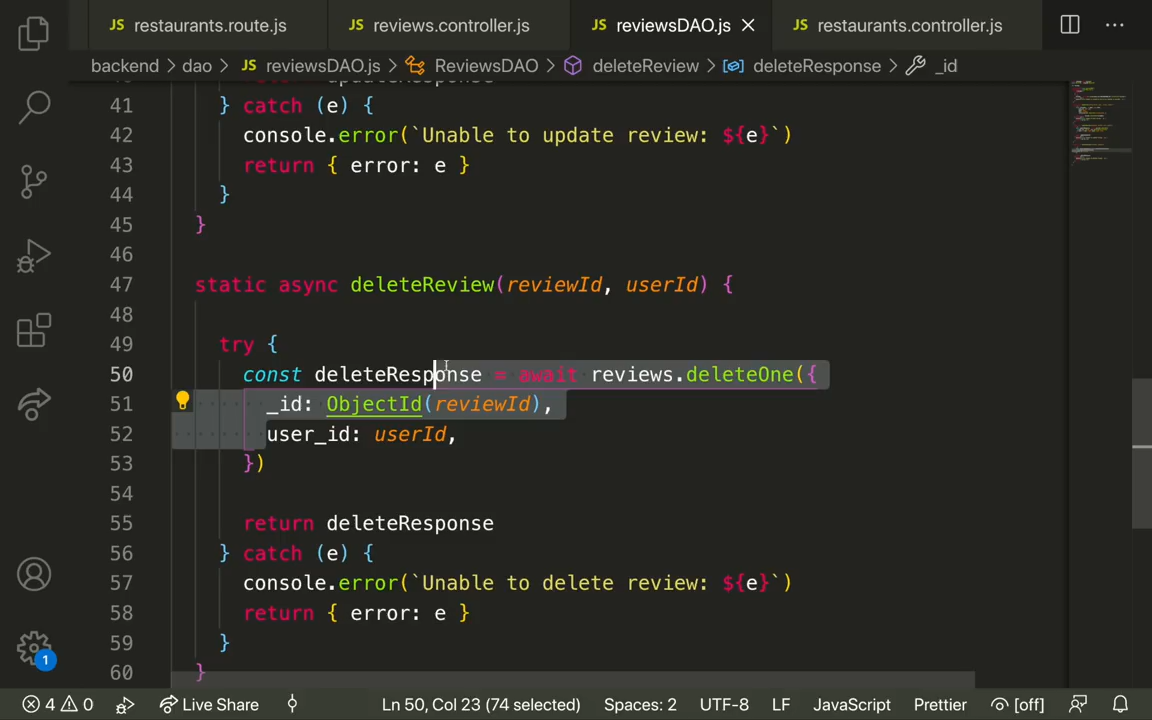 JS restaurants.route.js JS reviews.controller.js JS reviewsDAO.js JS restaurants.controller.js
backend > dao > JS reviewsDAO.js > ReviewsDAO > deleteReview > deleteResponse > _id
41 } catch (e) {
42 console.error(`Unable to update review: ${e}`)
43 return { error: e }
44 }
45 }
46
47 static async deleteReview(reviewId, userId) {
48
49 try {
50 const deleteResponse = await reviews.deleteOne({
51 _id: ObjectId(reviewId),
52 user_id: userId,
53 })
54
55 return deleteResponse
56 } catch (e) {
57 console.error(`Unable to delete review: ${e}`)
58 return { error: e }
59 }
60 }
1
4 0 Live Share Ln 50, Col 23 (74 selected) Spaces: 2 UTF-8 LF JavaScript Prettier [off]